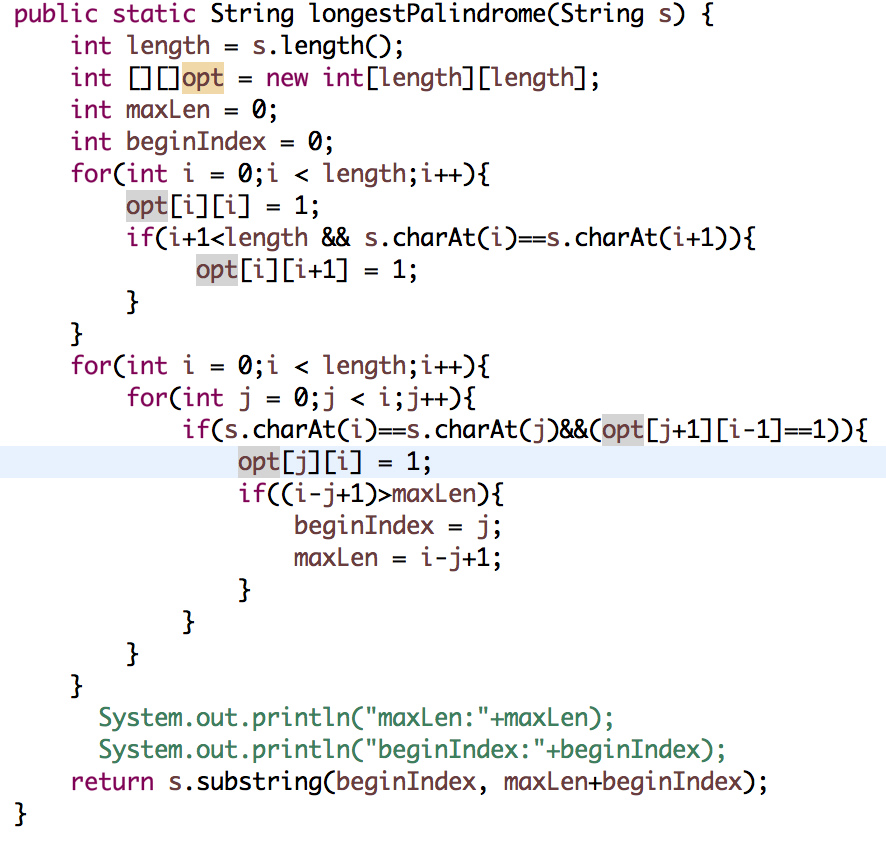 public static String longestPalindrome(String s) {
    int length = s.length();
    int [][]opt = new int[length][length];
    int maxLen = 0;
    int beginIndex = 0;
    for(int i = 0;i < length;i++){
        opt[i][i] = 1;
        if(i+1<length && s.charAt(i)==s.charAt(i+1)){
             opt[i][i+1] = 1;
        }
    }
    for(int i = 0;i < length;i++){
        for(int j = 0;j < i;j++){
            if(s.charAt(i)==s.charAt(j)&&(opt[j+1][i-1]==1)){
                opt[j][i] = 1;
                if((i-j+1)>maxLen){
                    beginIndex = j;
                    maxLen = i-j+1;
                }
            }
        }
    }
      System.out.println("maxLen:"+maxLen);
      System.out.println("beginIndex:"+beginIndex);
    return s.substring(beginIndex, maxLen+beginIndex);
}